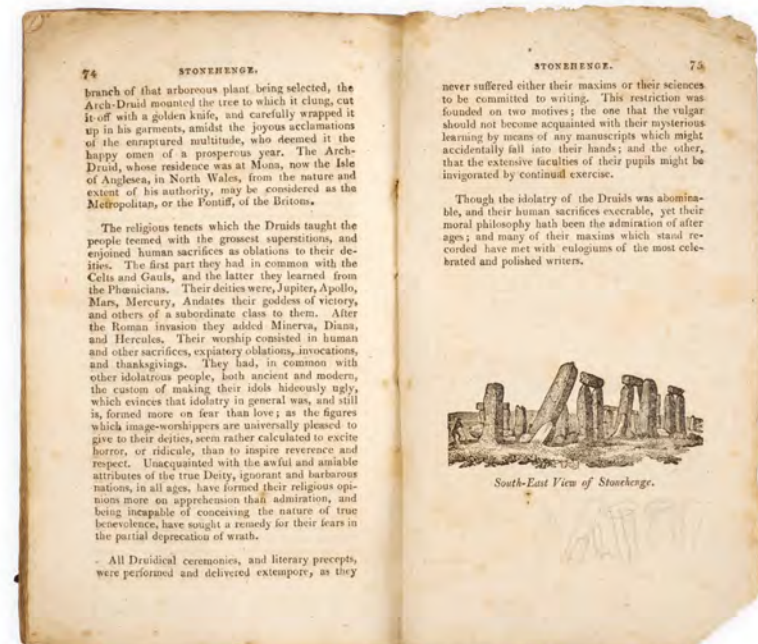 74
STONEHENGE.
branch of that arboreous plant being selected, the
Arch-Druid mounted the tree to which it clung, cut
it off with a golden knife, and carefully wrapped it
up in his garments, amidst the joyous acclamations
of the enraptured multitude, who deemed it the
happy omen of a prosperous year. The Arch-
Druid, whose residence was at Mona, now the Isle
of Anglesea, in North Wales, from the nature and
extent of his authority, may be considered as the
Metropolitan, or the Pontiff, of the Britons.
The religious tenets which the Druids taught the
people teemed with the grossest superstitions, and
enjoined human sacrifices as oblations to their de-
ities. The first part they had in common with the
Celts and Gauls, and the latter they learned from
the Phœnicians. Their deities were, Jupiter, Apollo,
Mars, Mercury, Andates their goddess of victory,
and others of a subordinate class to them. After
the Roman invasion they added Minerva, Diana,
and Hercules. Their worship consisted in human
and other sacrifices, expiatory oblations, invocations,
and thanksgivings. They had, in common with
other idolatrous people, both ancient and modern,
the custom of making their idols hideously ugly,
which evinces that idolatry in general was, and still
is, formed more on fear than love; as the figures
which image-worshippers are universally pleased to
give to their deities, seem rather calculated to excite
horror, or ridicule, than to inspire reverence and
respect. Unacquainted with the awful and amiable
attributes of the true Deity, ignorant and barbarous
nations, in all ages, have formed their religious opi-
nions more on apprehension than admiration, and
being incapable of conceiving the nature of true
benevolence, have sought a remedy for their fears in
the partial deprecation of wrath.
All Druidical ceremonies, and literary precepts,
were performed and delivered extempore, as they
STONEHENGE.
75
never suffered either their maxims or their sciences
to be committed to writing. This restriction was
founded on two motives; the one that the vulgar
should not become acquainted with their mysterious
learning by means of any manuscripts which might
accidentally fall into their hands; and the other,
that the extensive faculties of their pupils might be
invigorated by continual exercise.
Though the idolatry of the Druids was abomina-
ble, and their human sacrifices execrable, yet their
moral philosophy hath been the admiration of after
ages; and many of their maxims which stand re-
corded have met with eulogiums of the most cele-
brated and polished writers.
South-East View of Stonehenge.